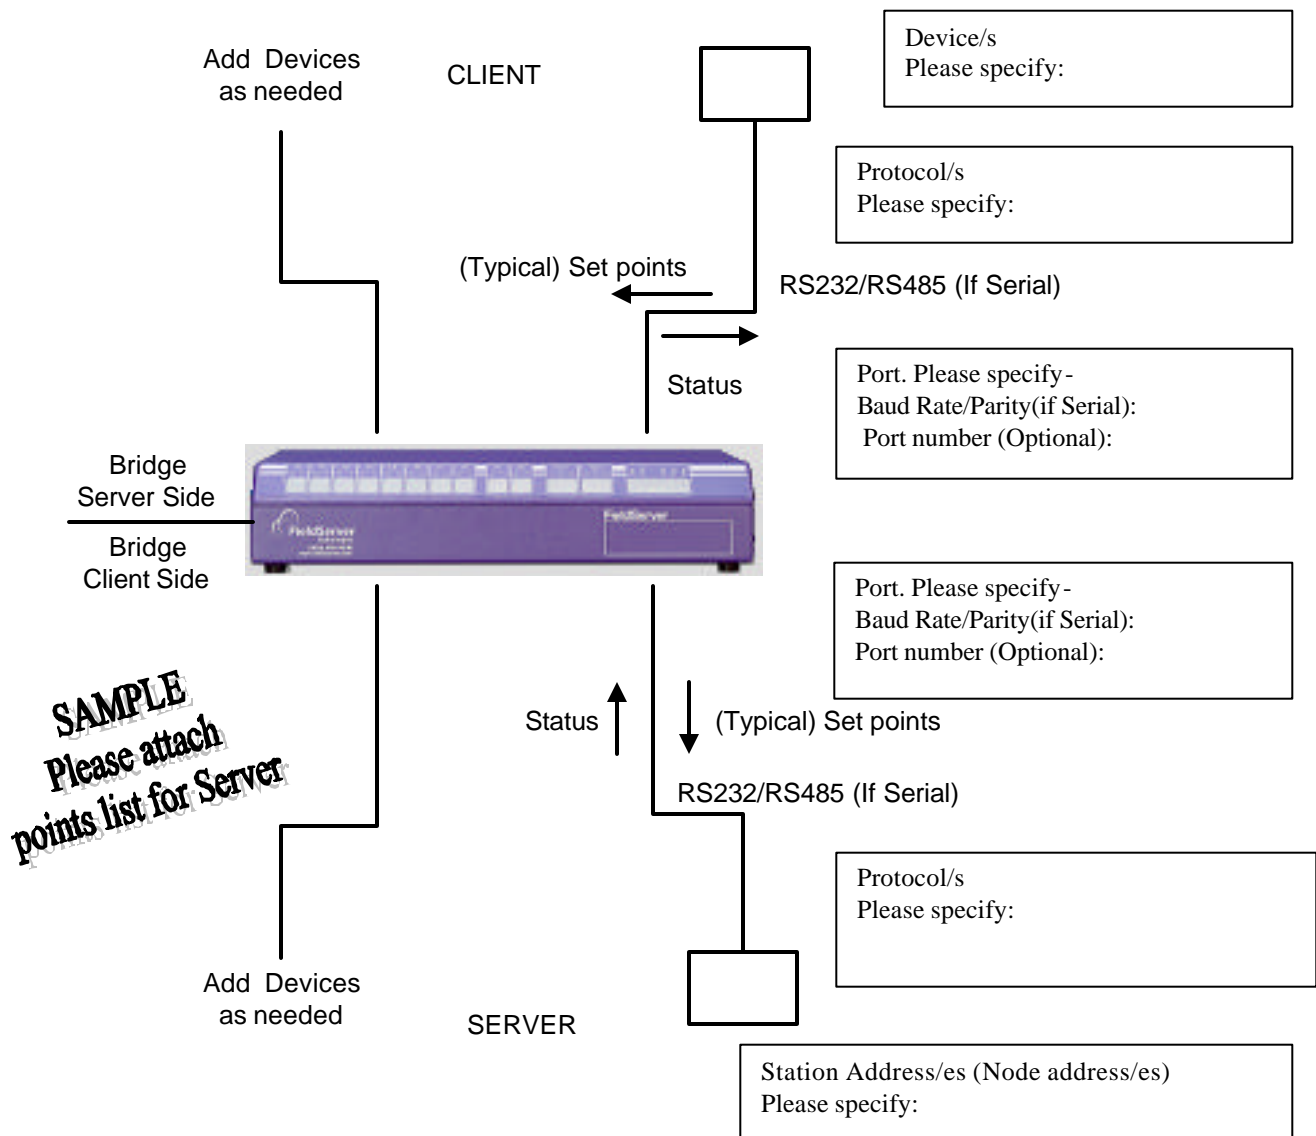 Add Devices
as needed
CLIENT
Device/s
Please specify:
Protocol/s
Please specify:
(Typical) Set points
RS232/RS485 (If Serial)
Status
Port. Please specify-
Baud Rate/Parity(if Serial):
Port number (Optional):
Bridge
Server Side
FieldServer
FieldServer
Bridge
Client Side
Port. Please specify-
Baud Rate/Parity(if Serial):
Port number (Optional):
SAMPLE
Please attach
points list for Server
Status
(Typical) Set points
RS232/RS485 (If Serial)
Protocol/s
Please specify:
Add Devices
as needed
SERVER
Station Address/es (Node address/es)
Please specify: